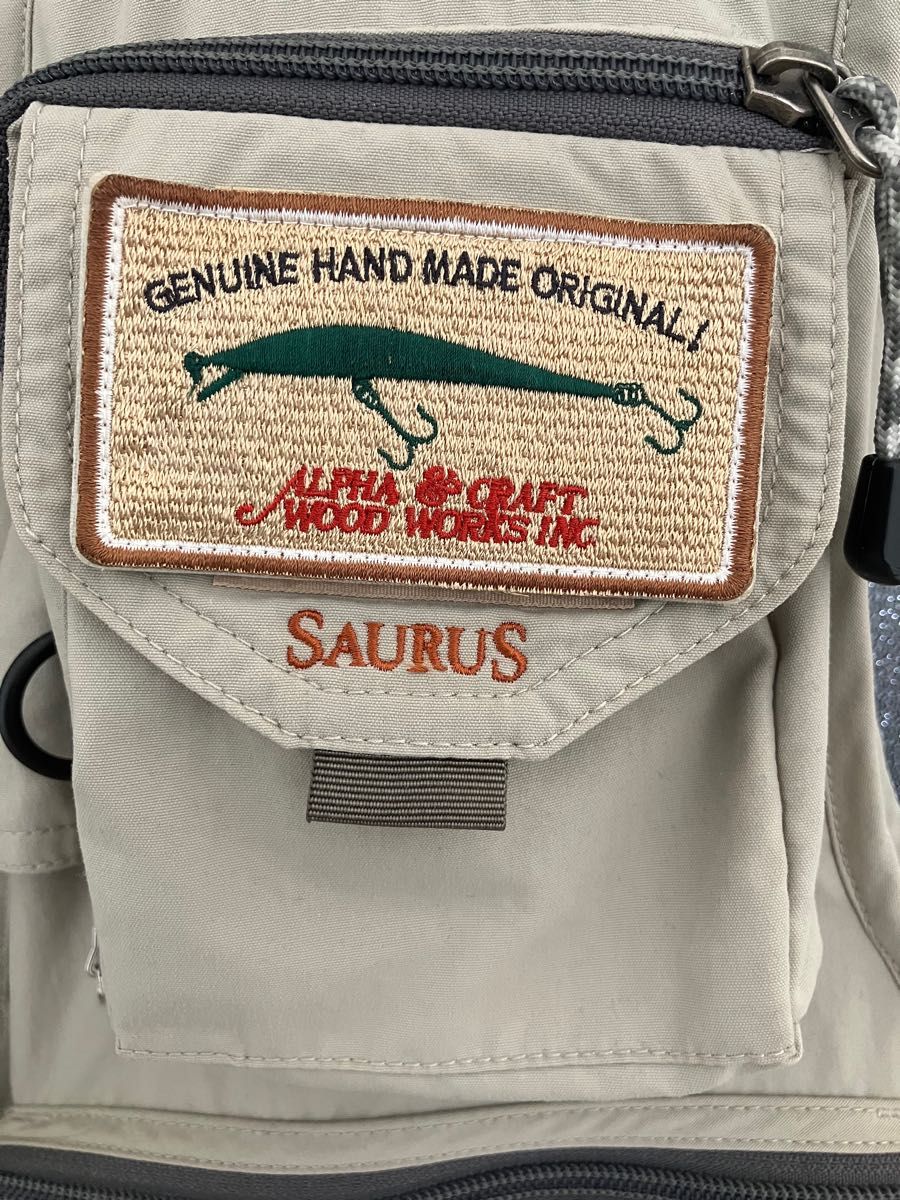 GENUINE HAND MADE ORIGINAL!
ALPHA & CRAFT
WOOD WORKS INC
SAURUS